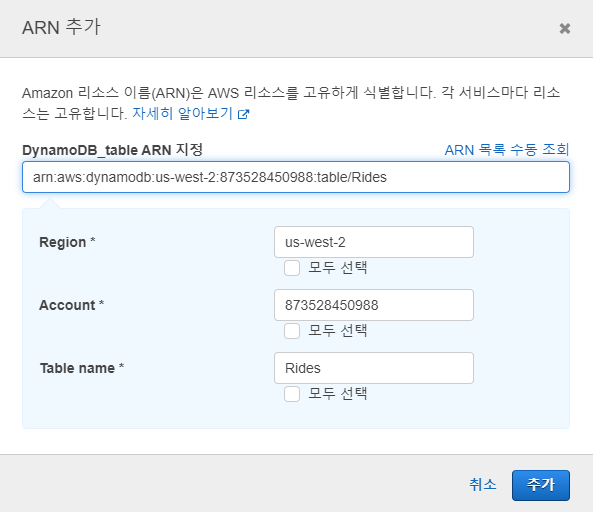 ARN 추가
Amazon 리소스 이름(ARN)은 AWS 리소스를 고유하게 식별합니다. 각 서비스마다 리소
스는 고유합니다. 자세히 알아보기
DynamoDB_table ARN 지정 ARN 목록 수동 조회
arn:aws:dynamodb:us-west-2:873528450988:table/Rides
Region * us-west-2
모두 선택
Account * 873528450988
모두 선택
Table name * Rides
모두 선택
취소 추가